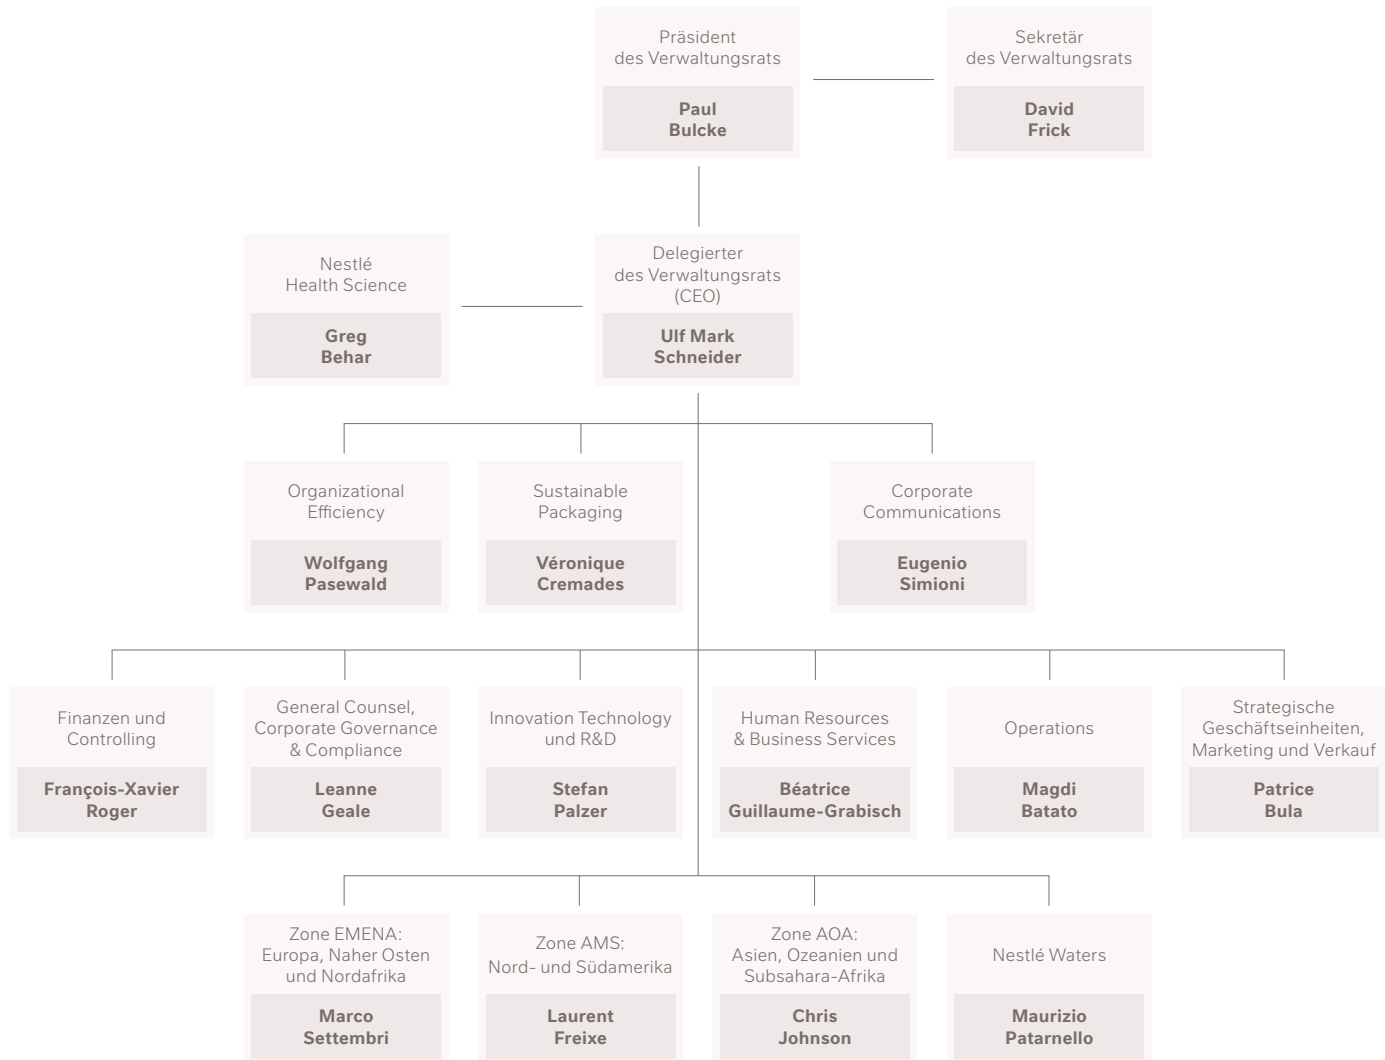 Präsident
des Verwaltungsrats
Paul
Bulcke
Sekretär
des Verwaltungsrats
David
Frick
Nestlé
Health Science
Greg
Behar
Delegierter
des Verwaltungsrats
(CEO)
Ulf Mark
Schneider
Organizational
Efficiency
Wolfgang
Pasewald
Sustainable
Packaging
Véronique
Cremades
Corporate
Communications
Eugenio
Simioni
Finanzen und
Controlling
François-Xavier
Roger
General Counsel,
Corporate Governance
& Compliance
Leanne
Geale
Innovation Technology
und R&D
Stefan
Palzer
Human Resources
& Business Services
Béatrice
Guillaume-Grabisch
Operations
Magdi
Batato
Strategische
Geschäftseinheiten,
Marketing und Verkauf
Patrice
Bula
Zone EMENA:
Europa, Naher Osten
und Nordafrika
Marco
Settembri
Zone AMS:
Nord- und Südamerika
Laurent
Freixe
Zone AOA:
Asien, Ozeanien und
Subsahara-Afrika
Chris
Johnson
Nestlé Waters
Maurizio
Patarnello